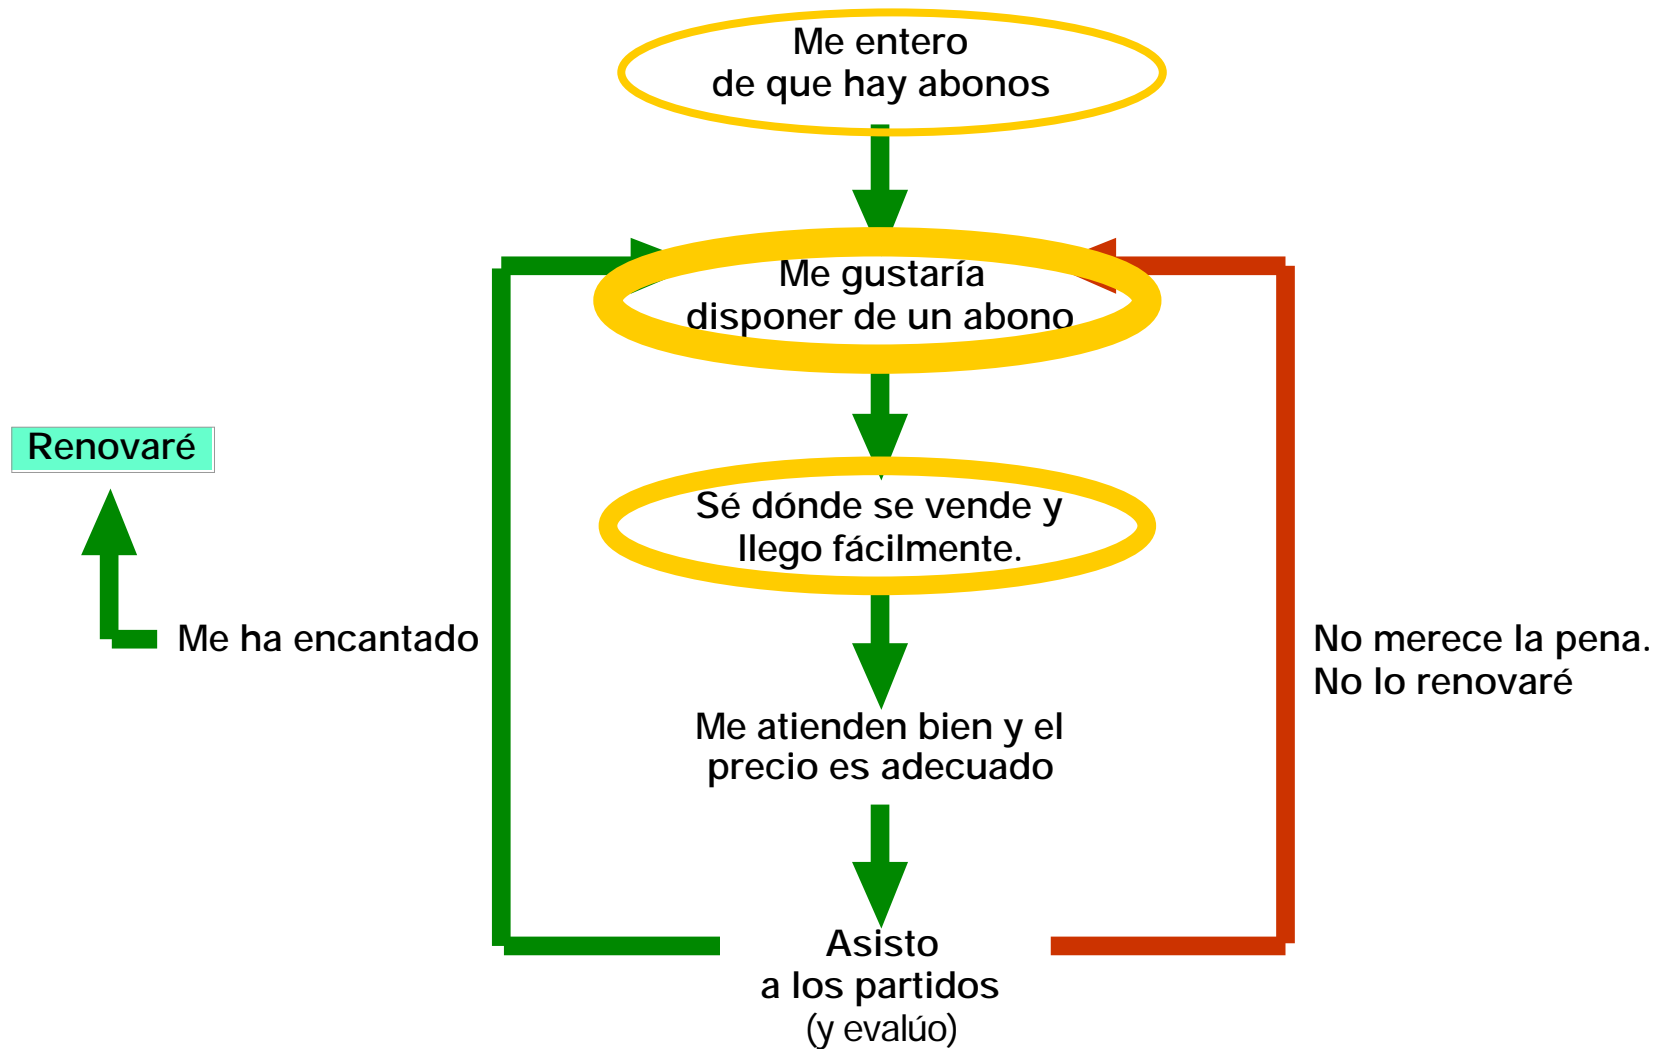 Me entero
de que hay abonos
Me gustaría
disponer de un abono
Renovaré
Sé dónde se vende y
llego fácilmente.
Me ha encantado
No merece la pena.
No lo renovaré
Me atienden bien y el
precio es adecuado
Asisto
a los partidos
(y evalúo)